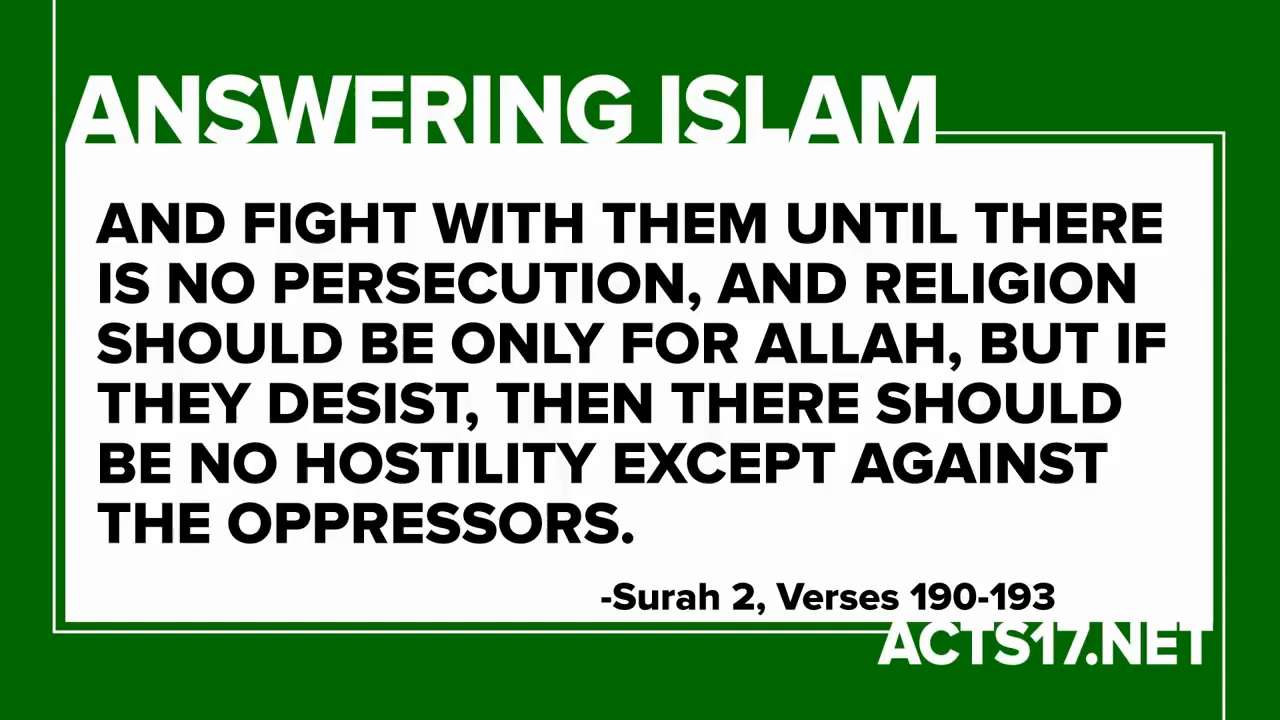 ANSWERING ISLAM
AND FIGHT WITH THEM UNTIL THERE
IS NO PERSECUTION, AND RELIGION
SHOULD BE ONLY FOR ALLAH, BUT IF
THEY DESIST, THEN THERE SHOULD
BE NO HOSTILITY EXCEPT AGAINST
THE OPPRESSORS.
-Surah 2, Verses 190-193
ACTS17.NET